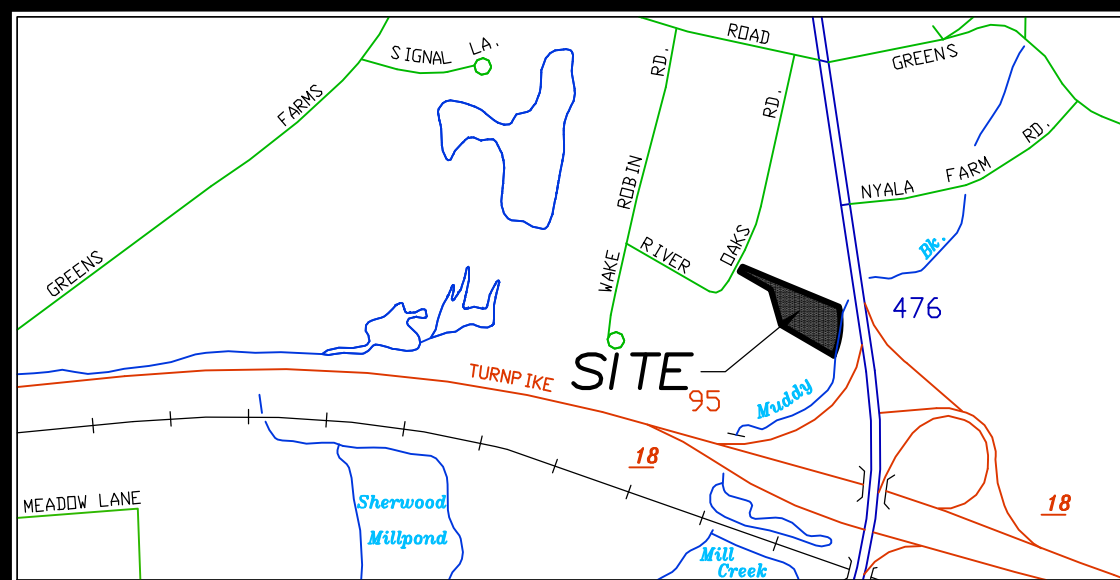 SIGNAL LA.
FARMS
GREENS
ROAD
GREENS
RD.
RD.
RD.
NYALA FARM
ROBIN
WAKE
RIVER
OAKS
Bk.
476
SITE
TURNPIKE
95
Muddy
18
18
MEADOW LANE
Sherwood
Millpond
Mill
Creek